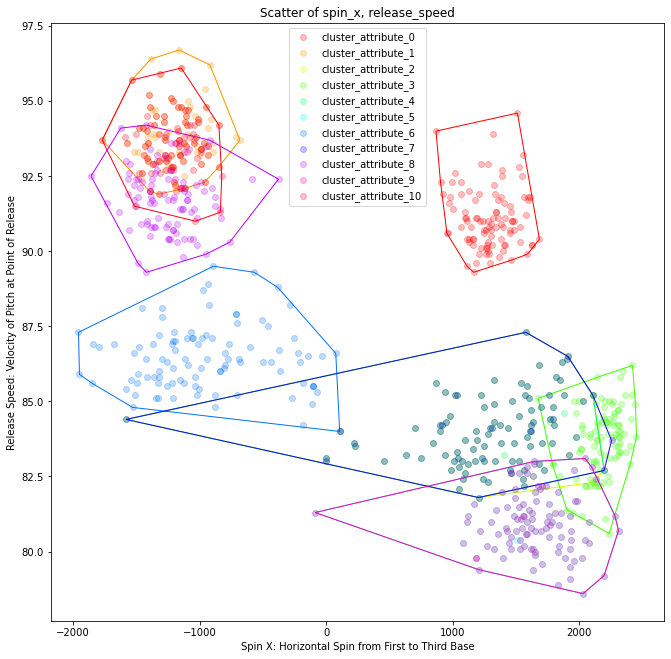 Scatter of spin_x, release_speed
97.5
95.0
92.5
90.0
87.5
85.0
82.5
80.0
Release Speed: Velocity of Pitch at Point of Release
cluster_attribute_0
cluster_attribute_1
cluster_attribute_2
cluster_attribute_3
cluster_attribute_4
cluster_attribute_5
cluster_attribute_6
cluster_attribute_7
cluster_attribute_8
cluster_attribute_9
cluster_attribute_10
−2000
−1000
0
1000
2000
Spin X: Horizontal Spin from First to Third Base